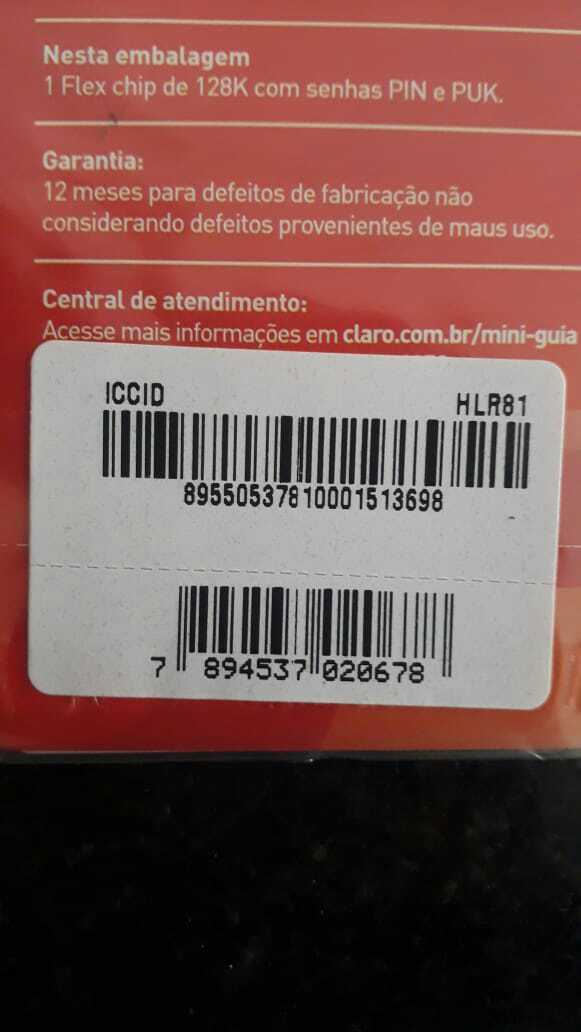 Nesta embalagem
1 Flex chip de 128K com senhas PIN e PUK.
Garantia:
12 meses para defeitos de fabricação não
considerando defeitos provenientes de maus uso.
Central de atendimento:
Acesse mais informações em claro.com.br/mini-guia
ICCID HLR81
89550537810001513698
7 894537 020678